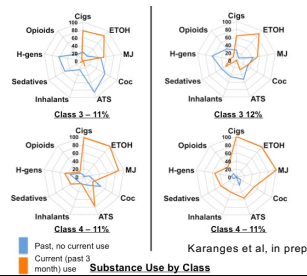 Cigs
100
80
60
40
20
0
ETOH
MJ
Coc
ATS
Inhalants
Sedatives
H-gens
Opioids
Class 3 – 11%
Cigs
100
80
60
40
20
0
ETOH
MJ
Coc
ATS
Inhalants
Sedatives
H-gens
Opioids
Class 3 12%
Cigs
100
80
60
40
20
0
ETOH
MJ
Coc
ATS
Inhalants
Sedatives
H-gens
Opioids
Class 4 – 11%
Cigs
100
80
60
40
20
0
ETOH
MJ
Coc
ATS
Inhalants
Sedatives
H-gens
Opioids
Class 4 – 11%
Past, no current use
Current (past 3
month) use
Karanges et al, in prep
Substance Use by Class